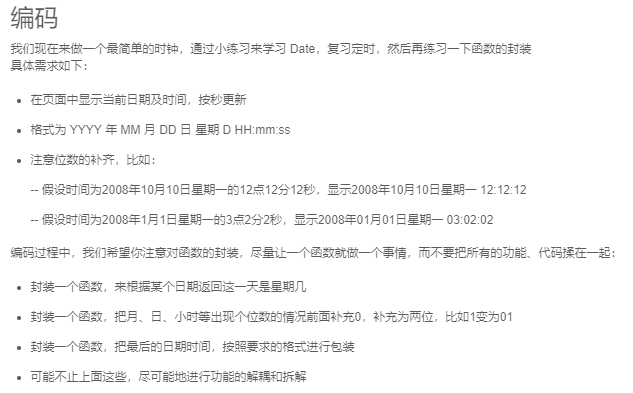 编码
我们现在来做一个最简单的时钟，通过小练习来学习 Date，复习定时，然后再练习一下函数的封装
具体需求如下：
在页面中显示当前日期及时间，按秒更新
格式为 YYYY 年 MM 月 DD 日 星期 D HH:mm:ss
注意位数的补齐，比如：
-- 假设时间为2008年10月10日星期一的12点12分12秒，显示2008年10月10日星期一 12:12:12
-- 假设时间为2008年1月1日星期一的3点2分2秒，显示2008年01月01日星期一 03:02:02
编码过程中，我们希望你注意对函数的封装，尽量让一个函数就做一个事情，而不要把所有的功能、代码揉在一起：
封装一个函数，来根据某个日期返回这一天是星期几
封装一个函数，把月、日、小时等出现个位数的情况前面补充0，补充为两位，比如1变为01
封装一个函数，把最后的日期时间，按照要求的格式进行包装
可能不止上面这些，尽可能地进行功能的解耦和拆解